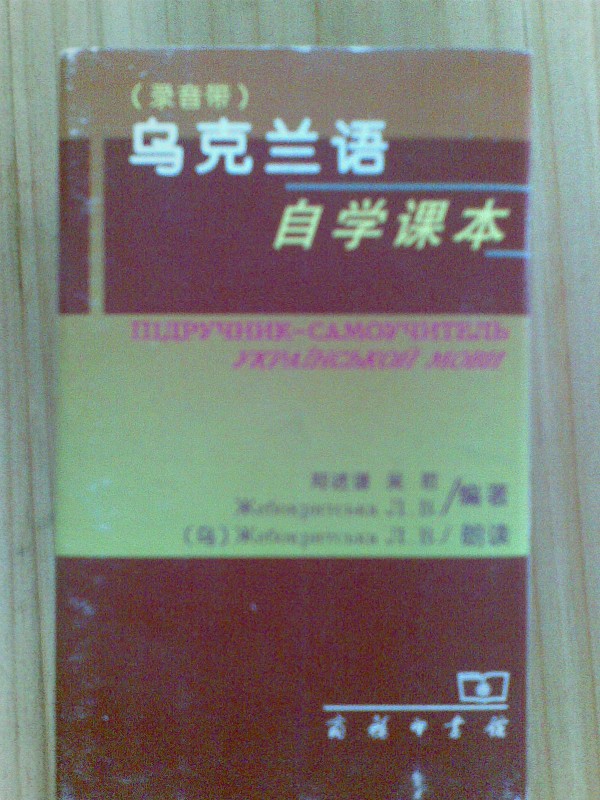 （录音带）
乌克兰语
自学课本
ПІДРУЧНИК-САМОУЧИТЕЛЬ
УКРАЇНСЬКОЇ МОВИ
Л. В. /编著
(乌) Л. В. / 朗读
商务印书馆